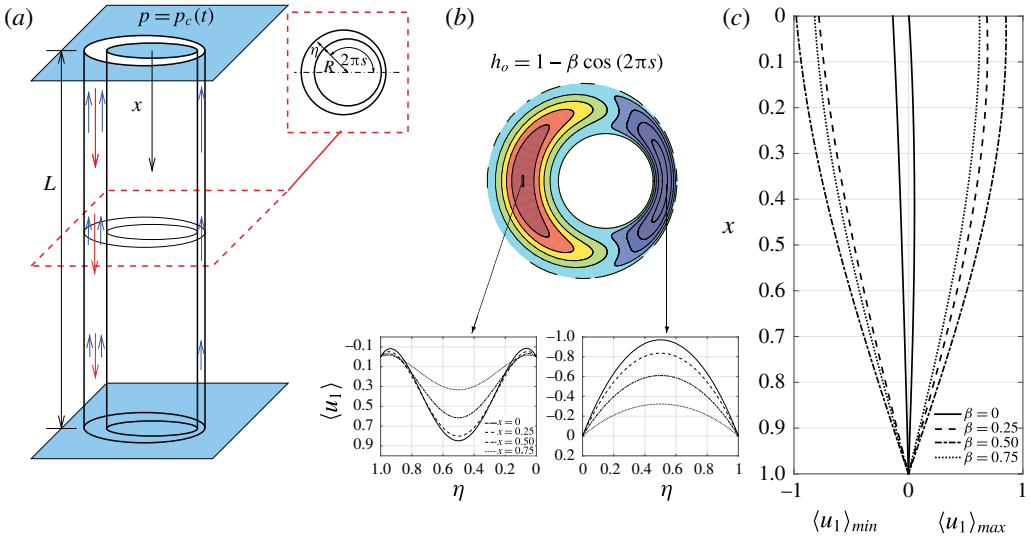 (a)
p = p_c(t)
η
R
2πs
x
L
(b)
h_o = 1 − β cos (2πs)
⟨u_1⟩
−0.1
0.1
0.3
0.5
0.7
0.9
1.0 0.8 0.6 0.4 0.2 0
η
x = 0
x = 0.25
x = 0.50
x = 0.75
−1.0
−0.8
−0.6
−0.4
−0.2
0
0.2
0 0.2 0.4 0.6 0.8 1
η
(c)
x
0
0.1
0.2
0.3
0.4
0.5
0.6
0.7
0.8
0.9
1.0
β = 0
β = 0.25
β = 0.50
β = 0.75
−1 0 1
⟨u_1⟩_min ⟨u_1⟩_max